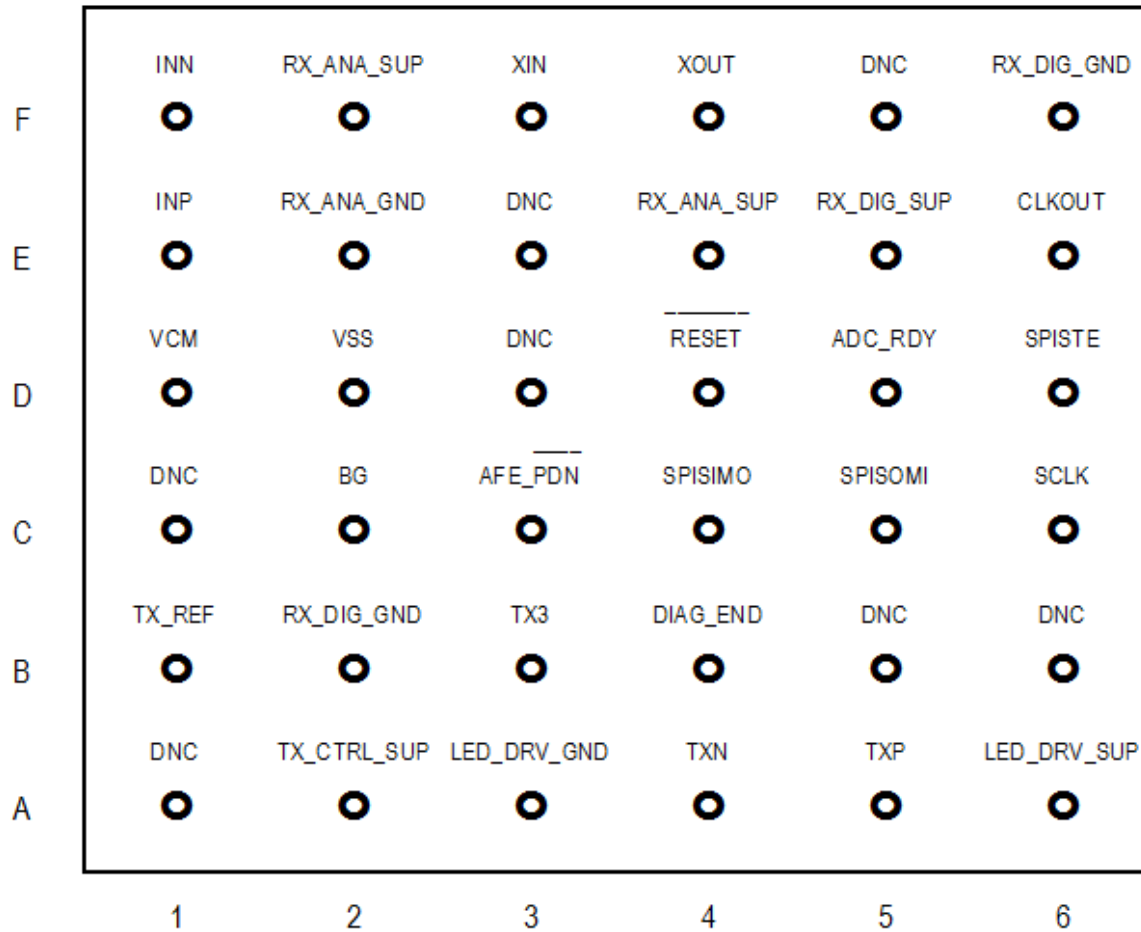 INN RX_ANA_SUP XIN XOUT DNC RX_DIG_GND
F
INP RX_ANA_GND DNC RX_ANA_SUP RX_DIG_SUP CLKOUT
E
VCM VSS DNC RESET ADC_RDY SPISTE
D
DNC BG AFE_PDN SPISIMO SPISOMI SCLK
C
TX_REF RX_DIG_GND TX3 DIAG_END DNC DNC
B
DNC TX_CTRL_SUP LED_DRV_GND TXN TXP LED_DRV_SUP
A
1 2 3 4 5 6